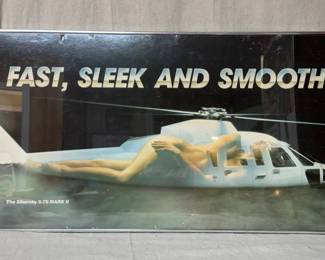 FAST, SLEEK AND SMOOTH
The Sikorsky S-76 MARK II